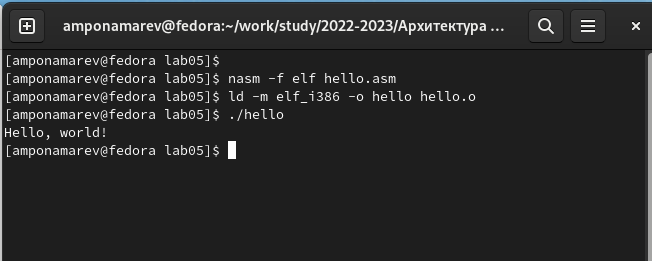 amponamarev@fedora:~/work/study/2022-2023/Архитектура ...
[amponamarev@fedora lab05]$
[amponamarev@fedora lab05]$ nasm -f elf hello.asm
[amponamarev@fedora lab05]$ ld -m elf_i386 -o hello hello.o
[amponamarev@fedora lab05]$ ./hello
Hello, world!
[amponamarev@fedora lab05]$